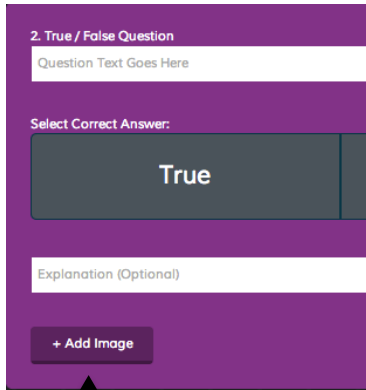 2. True / False Question
Question Text Goes Here
Select Correct Answer:
True
Explanation (Optional)
+ Add Image